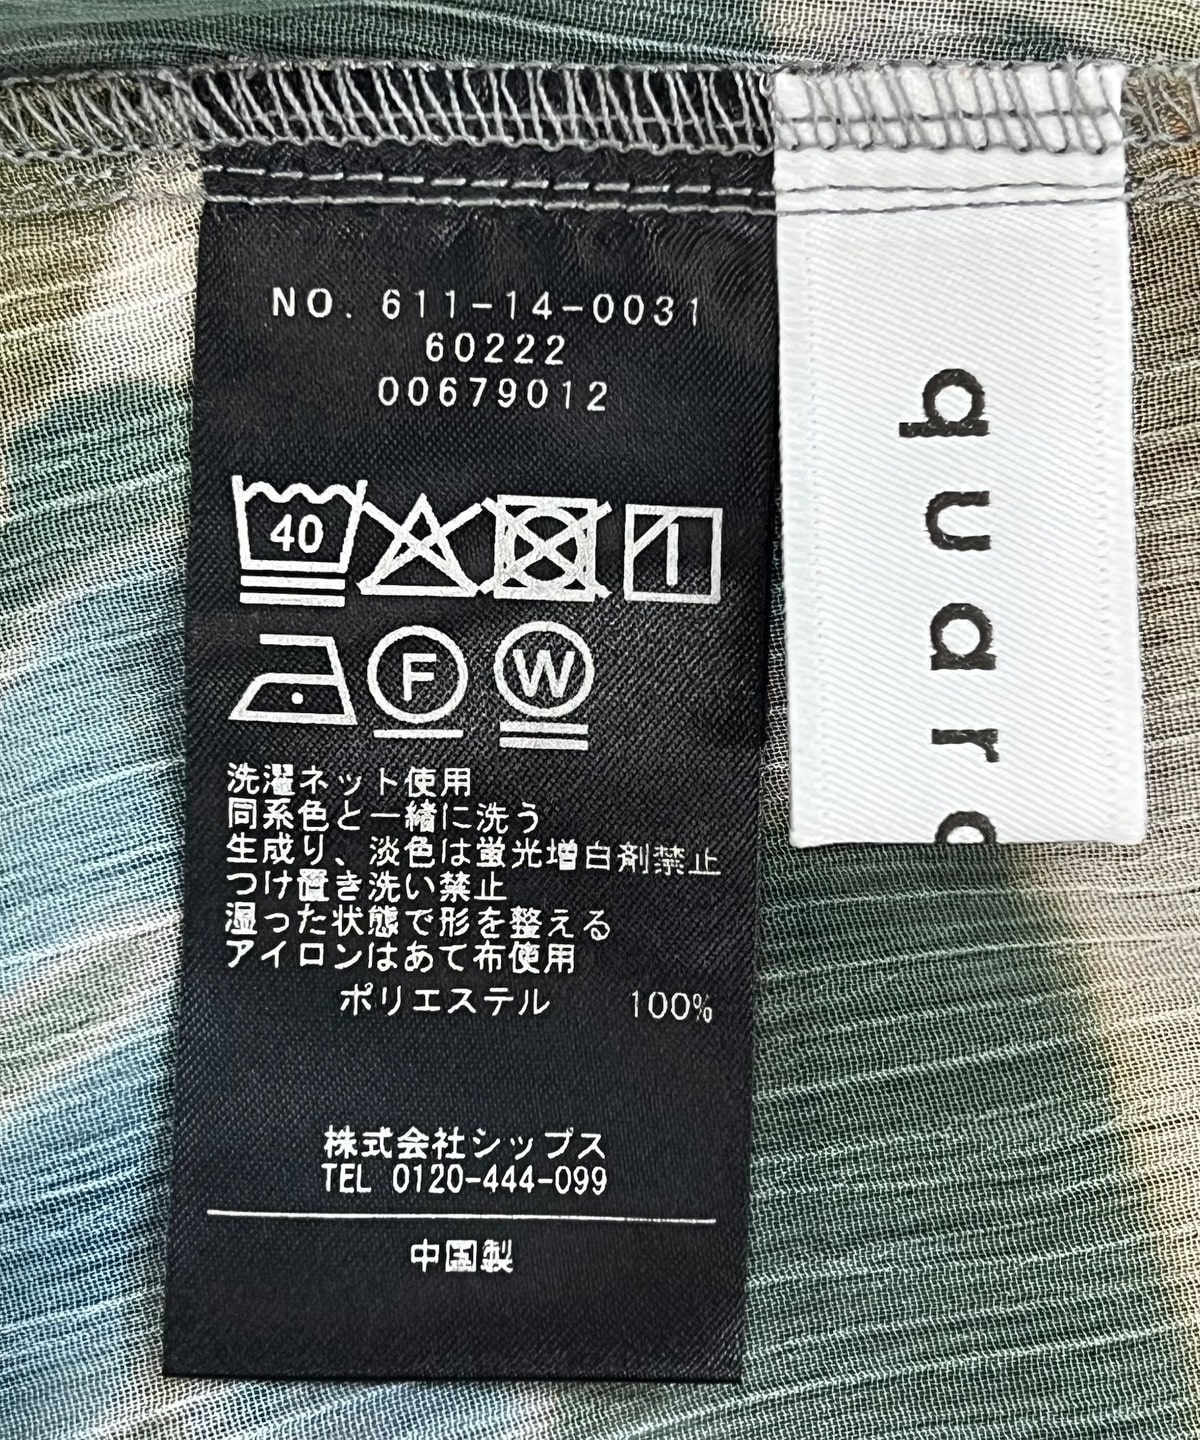 NO. 611-14-0031
60222
00679012
40
F
W
洗濯ネット使用
同系色と一緒に洗う
生成り、淡色は蛍光増白剤禁止
つけ置き洗い禁止
湿った状態で形を整える
アイロンはあて布使用
ポリエステル 100%
株式会社シップス
TEL 0120-444-099
中国製
quar